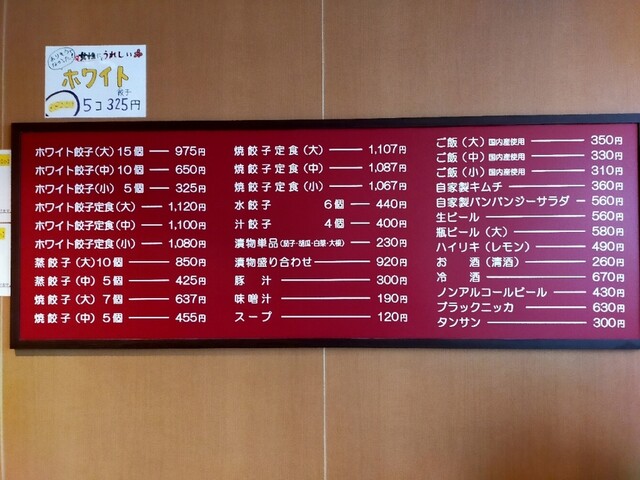 うれしい
ホワイト
餃子
5コ 325円
ホワイト餃子(大)15個 975円
ホワイト餃子(中)10個 650円
ホワイト餃子(小) 5個 325円
ホワイト餃子定食(大) 1,120円
ホワイト餃子定食(中) 1,100円
ホワイト餃子定食(小) 1,080円
蒸餃子(大)10個 850円
蒸餃子(中) 5個 425円
焼餃子(大) 7個 637円
焼餃子(中) 5個 455円
焼餃子定食(大) 1,107円
焼餃子定食(中) 1,087円
焼餃子定食(小) 1,067円
水餃子 6個 440円
汁餃子 4個 400円
漬物単品(茄子・胡瓜・白菜・大根) 230円
漬物盛り合わせ 920円
豚汁 300円
味噌汁 190円
スープ 120円
ご飯(大)国内産使用 350円
ご飯(中)国内産使用 330円
ご飯(小)国内産使用 310円
自家製キムチ 360円
自家製バンバンジーサラダ 560円
生ビール 560円
瓶ビール(大) 580円
ハイリキ(レモン) 490円
お酒(清酒) 260円
冷酒 670円
ノンアルコールビール 430円
ブラックニッカ 630円
タンサン 300円